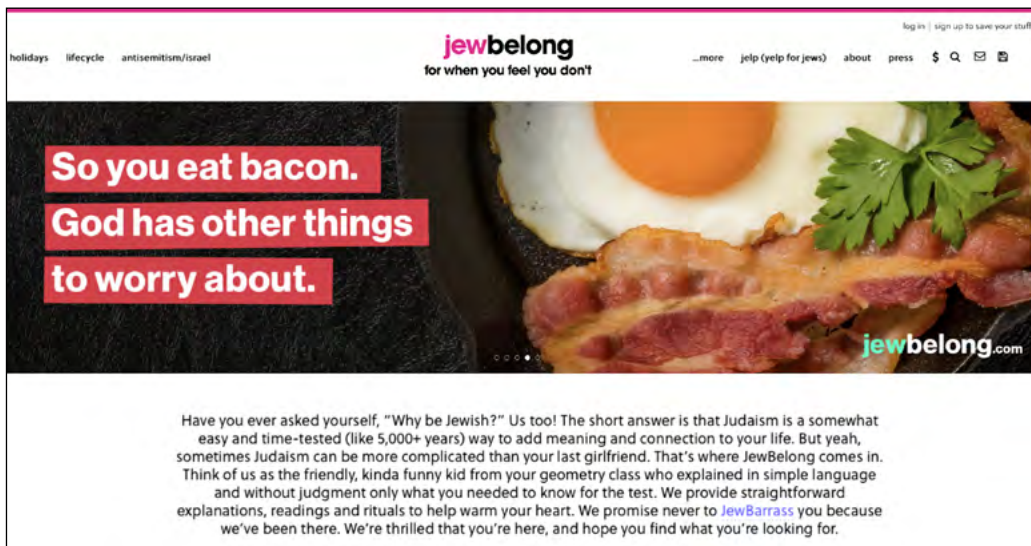 log in | sign up to save your stuff
holidays lifecycle antisemitism/israel
jewbelong
for when you feel you don't
...more jelp (yelp for jews) about press $
So you eat bacon.
God has other things
to worry about.
jewbelong.com
Have you ever asked yourself, "Why be Jewish?" Us too! The short answer is that Judaism is a somewhat
easy and time-tested (like 5,000+ years) way to add meaning and connection to your life. But yeah,
sometimes Judaism can be more complicated than your last girlfriend. That's where JewBelong comes in.
Think of us as the friendly, kinda funny kid from your geometry class who explained in simple language
and without judgment only what you needed to know for the test. We provide straightforward
explanations, readings and rituals to help warm your heart. We promise never to JewBarrass you because
we've been there. We're thrilled that you're here, and hope you find what you're looking for.